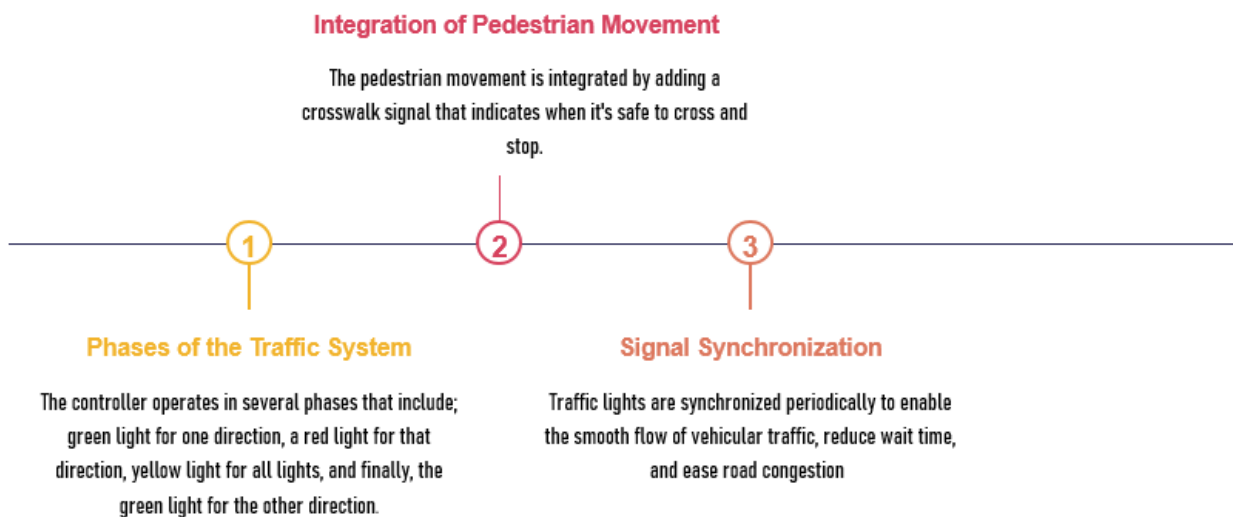 Integration of Pedestrian Movement
The pedestrian movement is integrated by adding a
crosswalk signal that indicates when it's safe to cross and
stop.
1
2
3
Phases of the Traffic System
The controller operates in several phases that include;
green light for one direction, a red light for that
direction, yellow light for all lights, and finally, the
green light for the other direction.
Signal Synchronization
Traffic lights are synchronized periodically to enable
the smooth flow of vehicular traffic, reduce wait time,
and ease road congestion